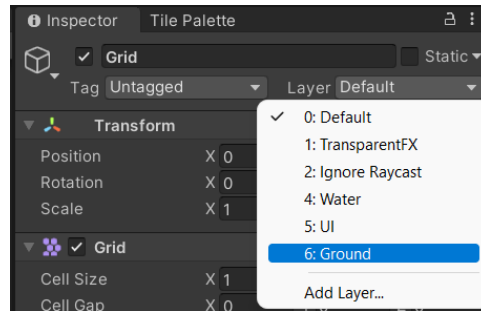 Inspector Tile Palette
Grid Static
Tag Untagged Layer Default
0: Default
1: TransparentFX
2: Ignore Raycast
4: Water
5: UI
6: Ground
Add Layer...
Transform
Position X 0
Rotation X 0
Scale X 1
Grid
Cell Size X 1
Cell Gap X 0